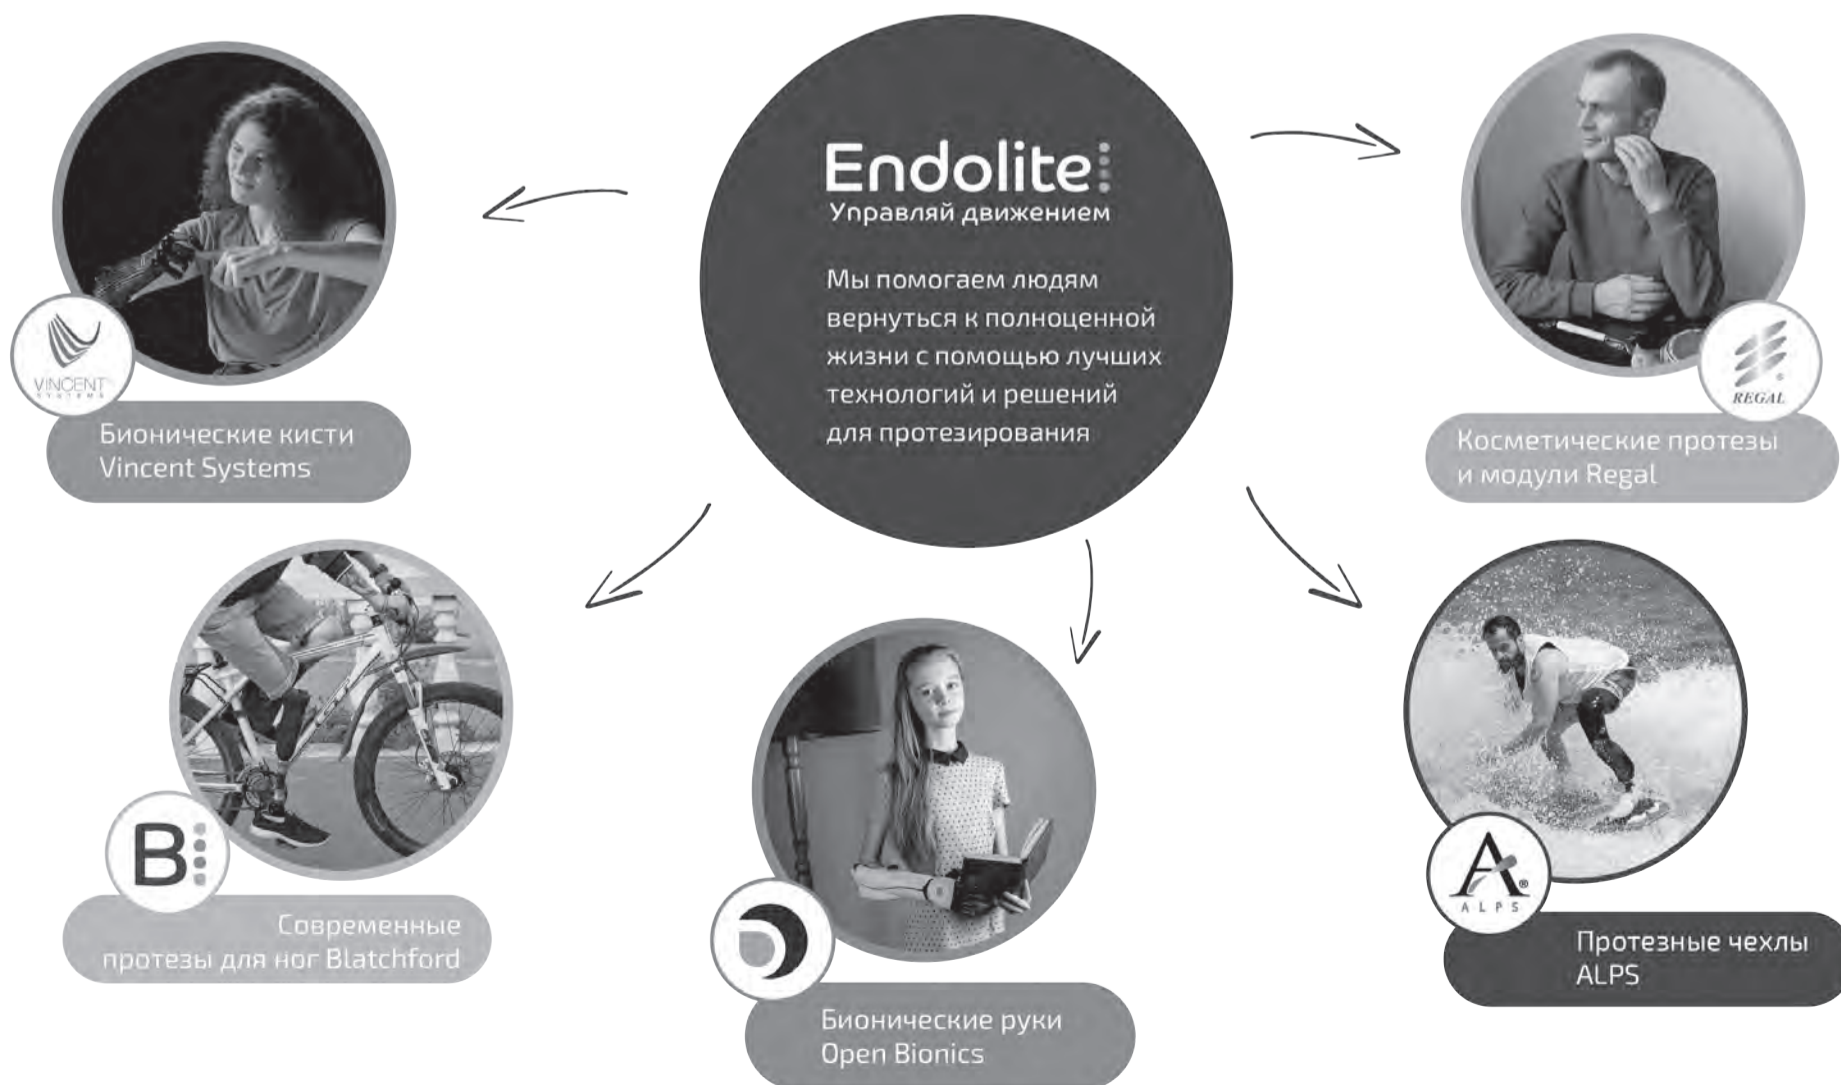 Endolite
Управляй движением
Мы помогаем людям
вернуться к полноценной
жизни с помощью лучших
технологий и решений
для протезирования
VINCENT
SYSTEMS
Бионические кисти
Vincent Systems
REGAL
Косметические протезы
и модули Regal
B
Современные
протезы для ног Blatchford
Бионические руки
Open Bionics
A®
ALPS
Протезные чехлы
ALPS